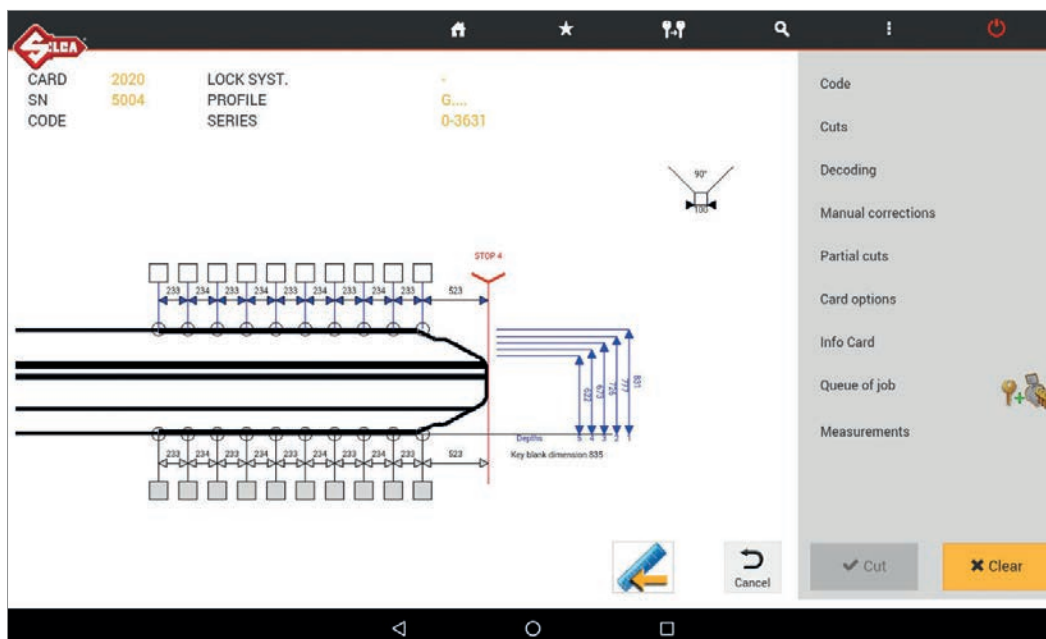 SILCA
CARD 2020 LOCK SYST. -
SN 5004 PROFILE G....
CODE SERIES 0-3631
90°
100
STOP 4
233 234 233 234 233 234 234 233 523
831
777
725
673
622
Depths 5 4 3 2 1
Key blank dimension 835
233 234 233 234 233 234 234 233 523
Code
Cuts
Decoding
Manual corrections
Partial cuts
Card options
Info Card
Queue of job
Measurements
Cancel
Cut
Clear